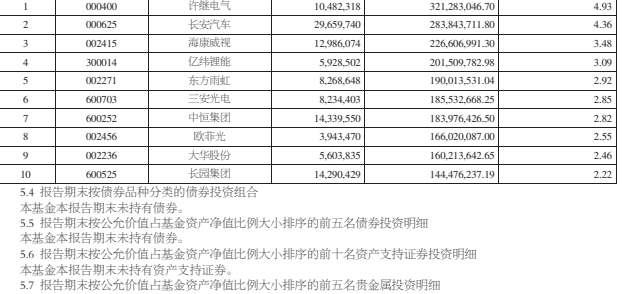 1 000400 许继电气 10,482,318 321,283,046.70 4.93
2 000625 长安汽车 29,659,740 283,843,711.80 4.36
3 002415 海康威视 12,986,074 226,606,991.30 3.48
4 300014 亿纬锂能 5,928,502 201,509,782.98 3.09
5 002271 东方雨虹 8,268,648 190,013,531.04 2.92
6 600703 三安光电 8,234,403 185,532,668.25 2.85
7 600252 中恒集团 14,339,550 183,976,426.50 2.82
8 002456 欧菲光 3,943,470 166,020,087.00 2.55
9 002236 大华股份 5,603,835 160,213,642.65 2.46
10 600525 长园集团 14,290,429 144,476,237.19 2.22
5.4 报告期末按债券品种分类的债券投资组合
本基金本报告期末未持有债券。
5.5 报告期末按公允价值占基金资产净值比例大小排序的前五名债券投资明细
本基金本报告期末未持有债券。
5.6 报告期末按公允价值占基金资产净值比例大小排序的前十名资产支持证券投资明细
本基金本报告期末未持有资产支持证券。
5.7 报告期末按公允价值占基金资产净值比例大小排序的前五名贵金属投资明细